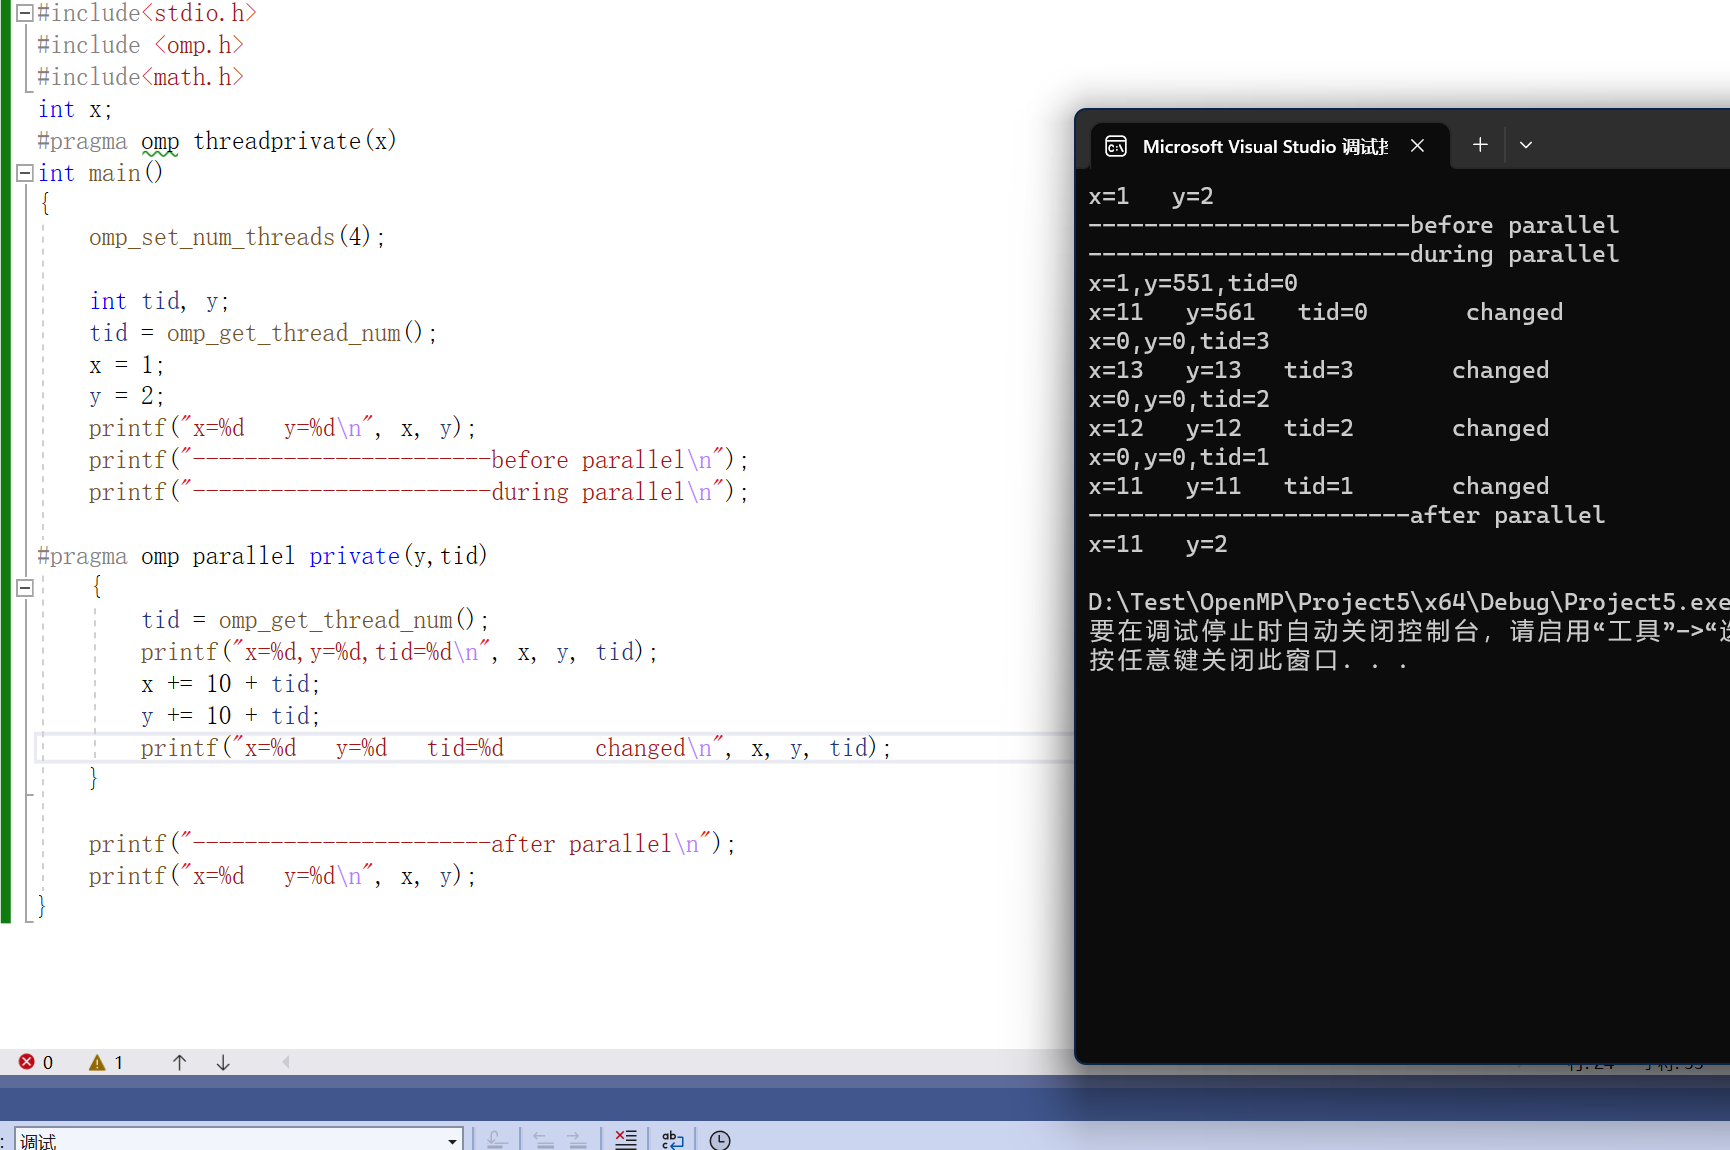 #include<stdio.h>
#include <omp.h>
#include<math.h>
int x;
#pragma omp threadprivate(x)
int main()
{
omp_set_num_threads(4);
int tid, y;
tid = omp_get_thread_num();
x = 1;
y = 2;
printf("x=%d   y=%d\n", x, y);
printf("-----------------------before parallel\n");
printf("-----------------------during parallel\n");
#pragma omp parallel private(y,tid)
{
tid = omp_get_thread_num();
printf("x=%d,y=%d,tid=%d\n", x, y, tid);
x += 10 + tid;
y += 10 + tid;
printf("x=%d   y=%d   tid=%d       changed\n", x, y, tid);
}
printf("-----------------------after parallel\n");
printf("x=%d   y=%d\n", x, y);
}
Microsoft Visual Studio 调试
x=1   y=2
-----------------------before parallel
-----------------------during parallel
x=1,y=551,tid=0
x=11   y=561   tid=0       changed
x=0,y=0,tid=3
x=13   y=13   tid=3       changed
x=0,y=0,tid=2
x=12   y=12   tid=2       changed
x=0,y=0,tid=1
x=11   y=11   tid=1       changed
-----------------------after parallel
x=11   y=2
D:\Test\OpenMP\Project5\x64\Debug\Project5.exe
要在调试停止时自动关闭控制台，请启用“工具”->“
按任意键关闭此窗口. . .
0 1
调试